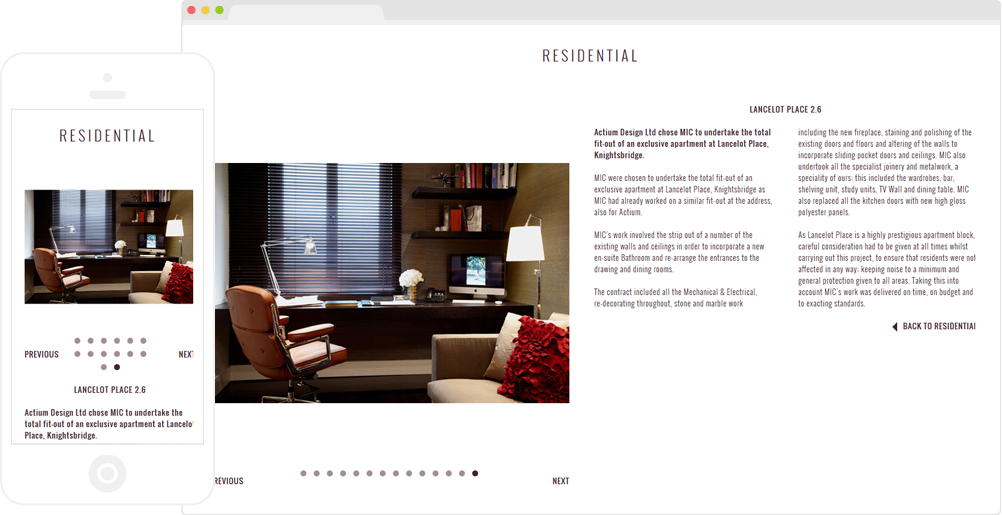 RESIDENTIAL
PREVIOUS
NEXT
LANCELOT PLACE 2.6
Actium Design Ltd chose MIC to undertake the
total fit-out of an exclusive apartment at Lancelot
Place, Knightsbridge.
RESIDENTIAL
LANCELOT PLACE 2.6
Actium Design Ltd chose MIC to undertake the total
fit-out of an exclusive apartment at Lancelot Place,
Knightsbridge.
MIC were chosen to undertake the total fit-out of an
exclusive apartment at Lancelot Place, Knightsbridge as
MIC had already worked on a similar fit-out at the address,
also for Actium.
MIC's work involved the strip out of a number of the
existing walls and ceilings in order to incorporate a new
en-suite Bathroom and re-arrange the entrances to the
drawing and dining rooms.
The contract included all the Mechanical & Electrical,
re-decorating throughout, stone and marble work
including the new fireplace, staining and polishing of the
existing doors and floors and altering of the walls to
incorporate sliding pocket doors and ceilings. MIC also
undertook all the specialist joinery and metalwork, a
speciality of ours: this included the wardrobes, bar,
shelving unit, study units, TV Wall and dining table. MIC
also replaced all the kitchen doors with new high gloss
polyester panels.
As Lancelot Place is a highly prestigious apartment block,
careful consideration had to be given at all times whilst
carrying out this project, to ensure that residents were not
affected in any way: keeping noise to a minimum and
general protection given to all areas. Taking this into
account MIC's work was delivered on time, on budget and
to exacting standards.
BACK TO RESIDENTIAL
REVIOUS
NEXT